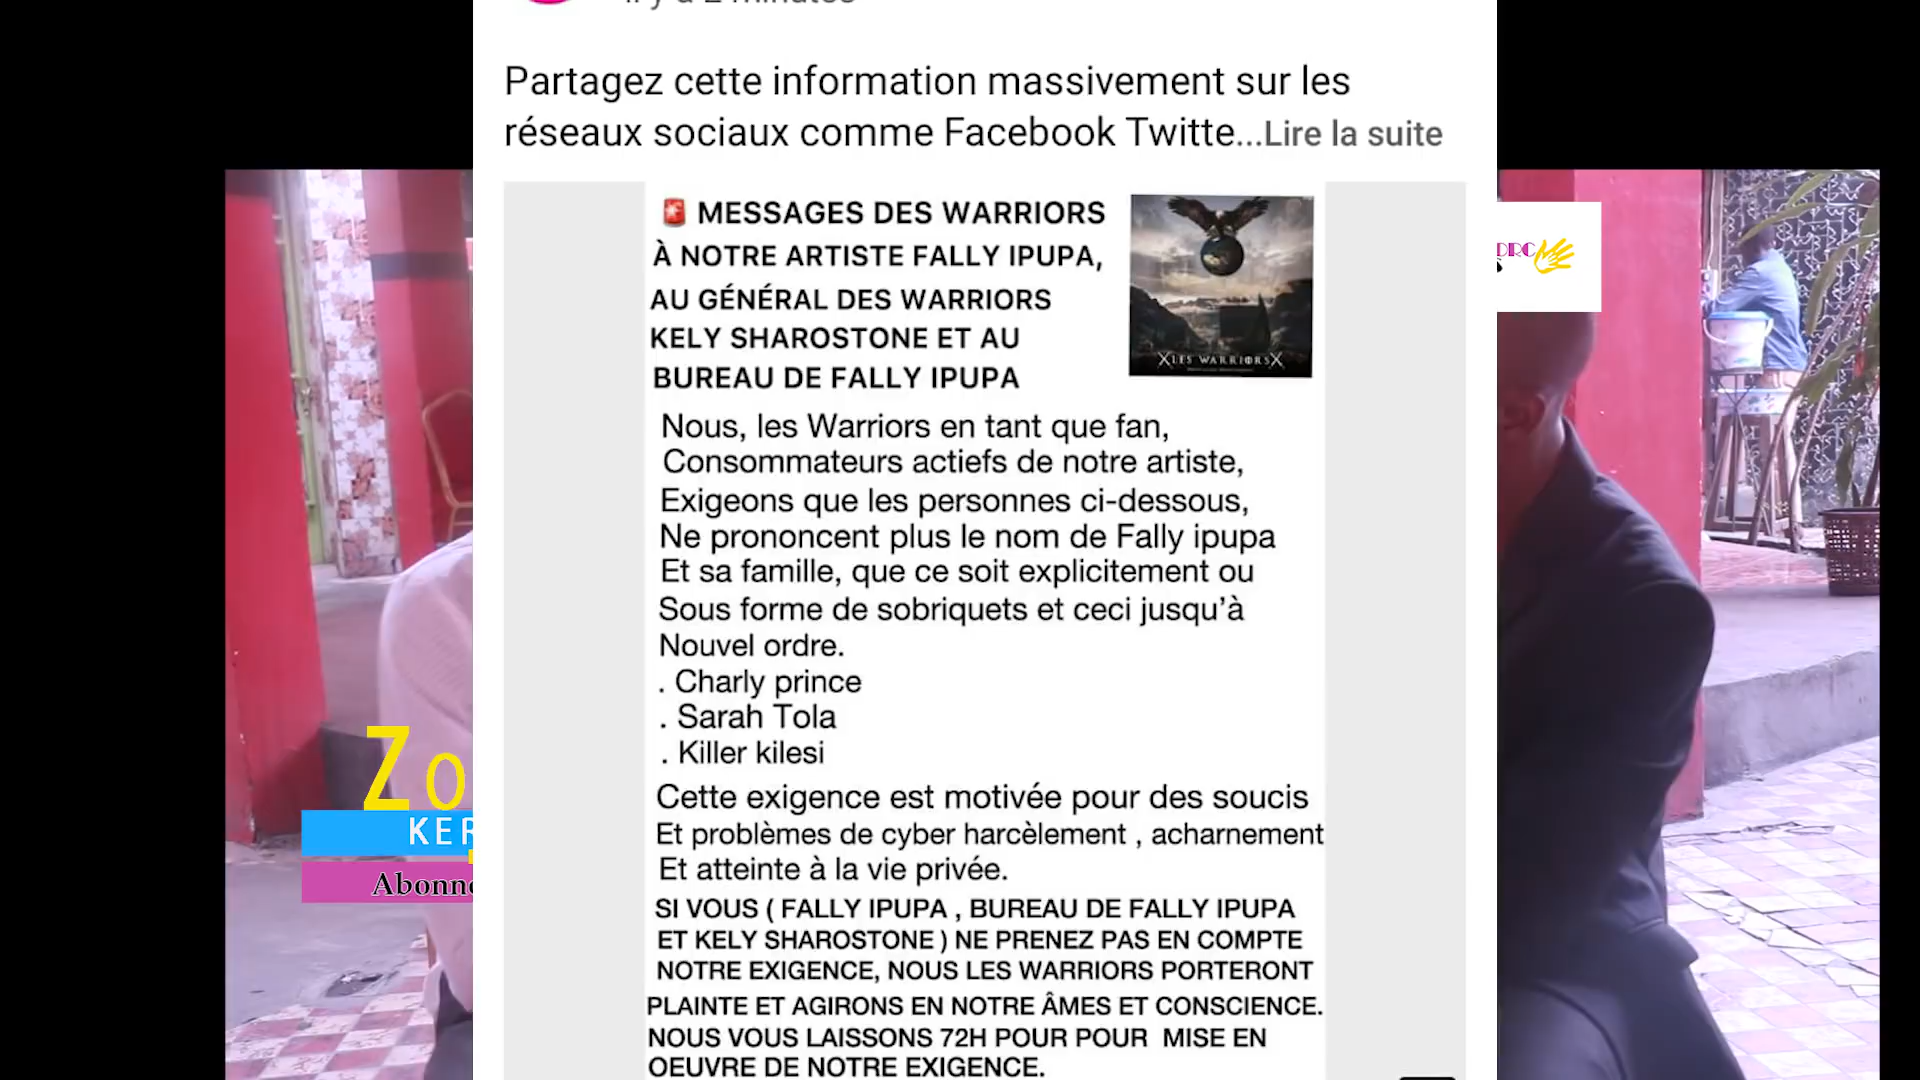 il y a 2 minutes
Partagez cette information massivement sur les
réseaux sociaux comme Facebook Twitte...Lire la suite
🚨 MESSAGES DES WARRIORS
À NOTRE ARTISTE FALLY IPUPA,
AU GÉNÉRAL DES WARRIORS
KELY SHAROSTONE ET AU
BUREAU DE FALLY IPUPA
LES WARRIORS
DRC
Nous, les Warriors en tant que fan,
Consommateurs actiefs de notre artiste,
Exigeons que les personnes ci-dessous,
Ne prononcent plus le nom de Fally ipupa
Et sa famille, que ce soit explicitement ou
Sous forme de sobriquets et ceci jusqu'à
Nouvel ordre.
. Charly prince
. Sarah Tola
. Killer kilesi
Cette exigence est motivée pour des soucis
Et problèmes de cyber harcèlement , acharnement
Et atteinte à la vie privée.
SI VOUS ( FALLY IPUPA , BUREAU DE FALLY IPUPA
ET KELY SHAROSTONE ) NE PRENEZ PAS EN COMPTE
NOTRE EXIGENCE, NOUS LES WARRIORS PORTERONT
PLAINTE ET AGIRONS EN NOTRE ÂMES ET CONSCIENCE.
NOUS VOUS LAISSONS 72H POUR POUR MISE EN
OEUVRE DE NOTRE EXIGENCE.
Zo
KER
Abonne